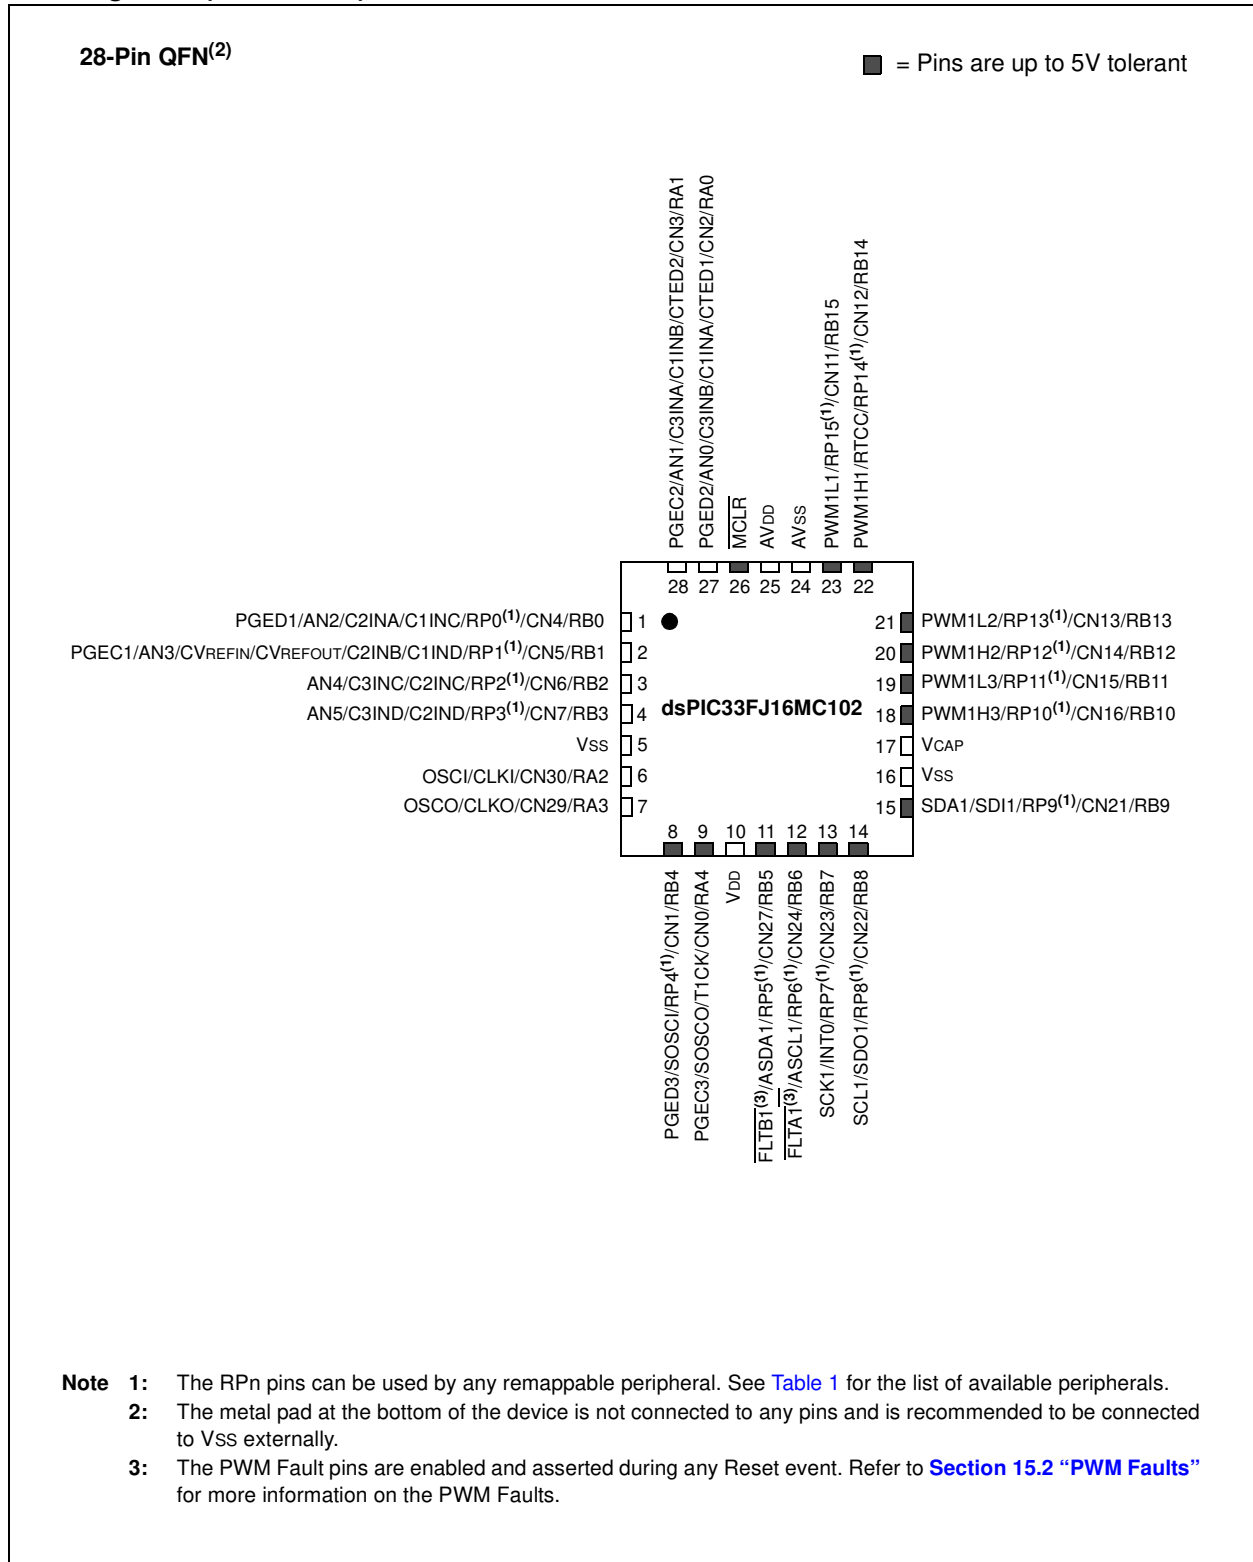 28-Pin QFN(2)
= Pins are up to 5V tolerant
PGEC2/AN1/C3INA/C1INB/CTED2/CN3/RA1
PGED2/AN0/C3INB/C1INA/CTED1/CN2/RA0
MCLR
AVDD
AVSS
PWM1L1/RP15(1)/CN11/RB15
PWM1H1/RTCC/RP14(1)/CN12/RB14
28 27 26 25 24 23 22
PGED1/AN2/C2INA/C1INC/RP0(1)/CN4/RB0 1
PGEC1/AN3/CVREFIN/CVREFOUT/C2INB/C1IND/RP1(1)/CN5/RB1 2
AN4/C3INC/C2INC/RP2(1)/CN6/RB2 3
AN5/C3IND/C2IND/RP3(1)/CN7/RB3 4
VSS 5
OSCI/CLKI/CN30/RA2 6
OSCO/CLKO/CN29/RA3 7
dsPIC33FJ16MC102
21 PWM1L2/RP13(1)/CN13/RB13
20 PWM1H2/RP12(1)/CN14/RB12
19 PWM1L3/RP11(1)/CN15/RB11
18 PWM1H3/RP10(1)/CN16/RB10
17 VCAP
16 VSS
15 SDA1/SDI1/RP9(1)/CN21/RB9
8 9 10 11 12 13 14
PGED3/SOSCI/RP4(1)/CN1/RB4
PGEC3/SOSCO/T1CK/CN0/RA4
VDD
FLTB1(3)/ASDA1/RP5(1)/CN27/RB5
FLTA1(3)/ASCL1/RP6(1)/CN24/RB6
SCK1/INT0/RP7(1)/CN23/RB7
SCL1/SDO1/RP8(1)/CN22/RB8
Note 1: The RPn pins can be used by any remappable peripheral. See Table 1 for the list of available peripherals.
2: The metal pad at the bottom of the device is not connected to any pins and is recommended to be connected
to VSS externally.
3: The PWM Fault pins are enabled and asserted during any Reset event. Refer to Section 15.2 “PWM Faults”
for more information on the PWM Faults.